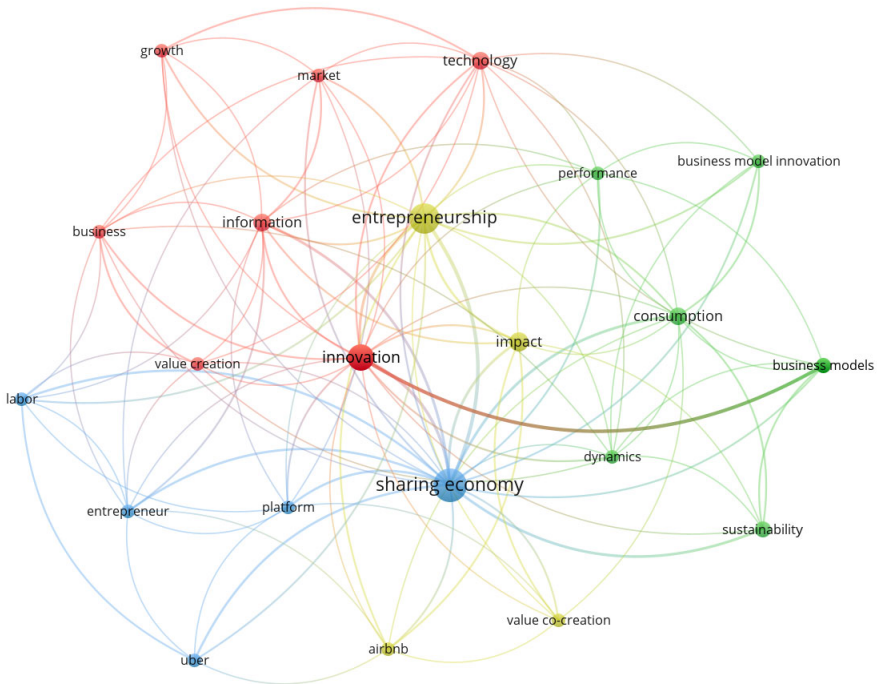 growth
technology
market
business model innovation
performance
entrepreneurship
information
business
consumption
impact
innovation
value creation
business models
labor
dynamics
sharing economy
platform
entrepreneur
sustainability
value co-creation
airbnb
uber